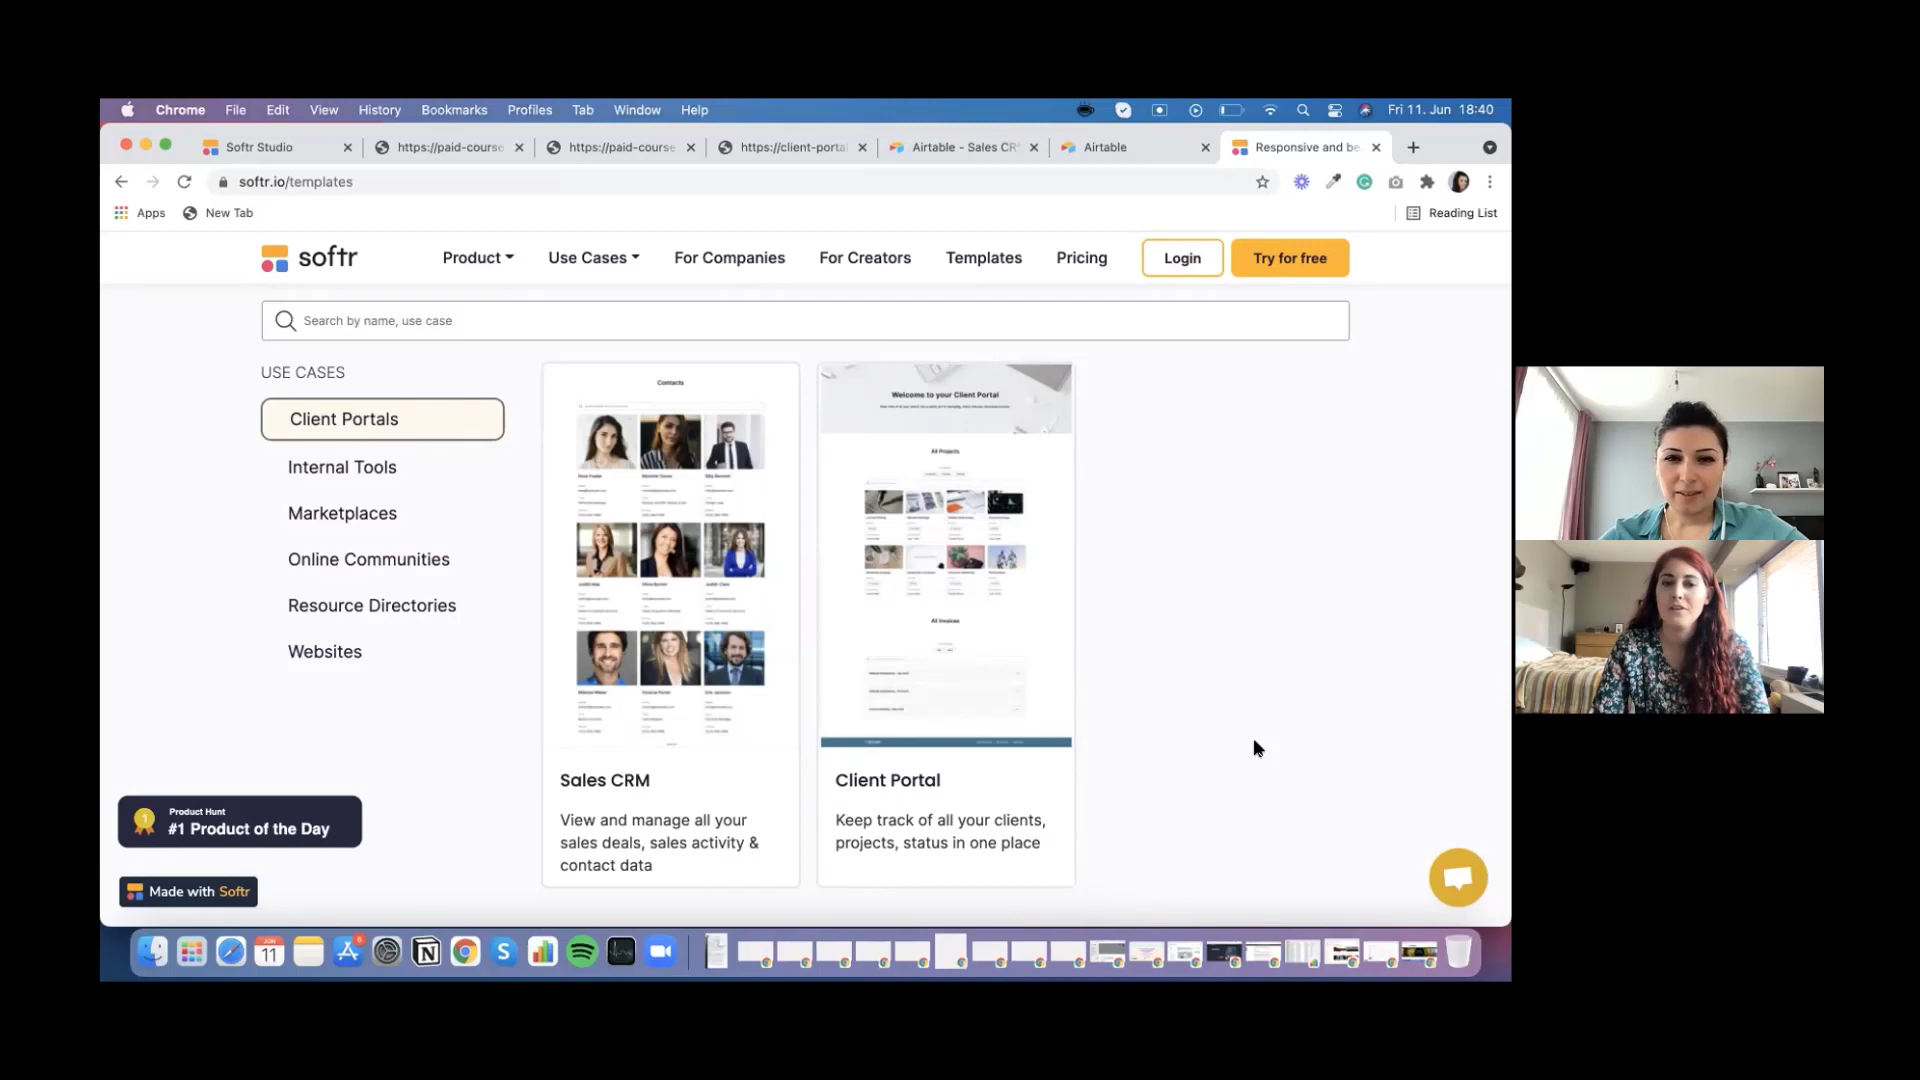 Chrome File Edit View History Bookmarks Profiles Tab Window Help Fri 11. Jun 18:40
Softr Studio https://paid-course https://paid-course https://client-portal Airtable - Sales CR Airtable Responsive and be
softr.io/templates
Apps New Tab Reading List
softr Product Use Cases For Companies For Creators Templates Pricing Login Try for free
Search by name, use case
USE CASES
Client Portals
Internal Tools
Marketplaces
Online Communities
Resource Directories
Websites
Contacts
Welcome to your Client Portal
All Projects
All Invoices
Sales CRM
View and manage all your
sales deals, sales activity &
contact data
Client Portal
Keep track of all your clients,
projects, status in one place
Product Hunt
#1 Product of the Day
Made with Softr
JUN
11